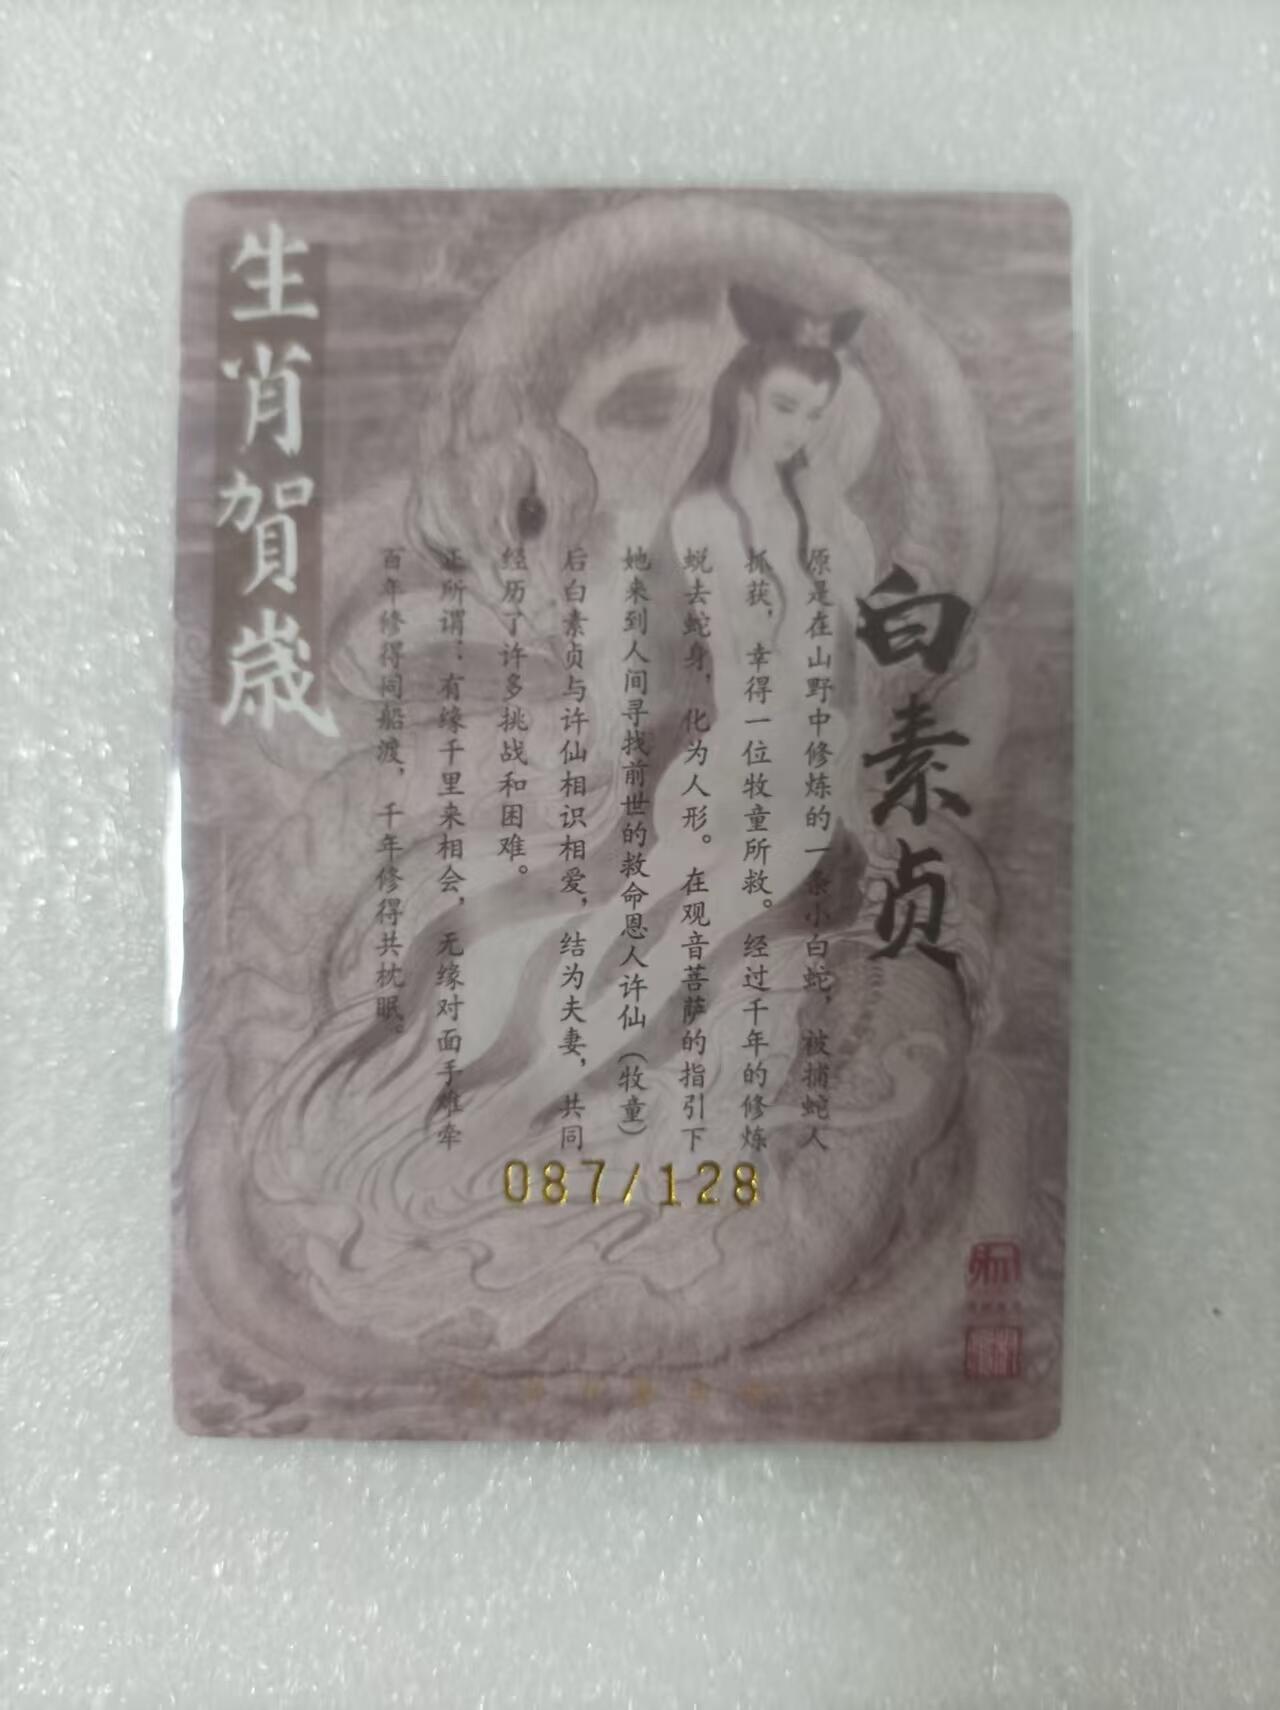 生肖賀歲
白素贞
原是在山野中修炼的一条小白蛇，被捕蛇人
抓获，幸得一位牧童所救。经过千年的修炼
蜕去蛇身，化为人形。在观音菩萨的指引下
她来到人间寻找前世的救命恩人许仙（牧童）
后白素贞与许仙相识相爱，结为夫妻，共同
经历了许多挑战和困难。
正所谓：有缘千里来相会，无缘对面手难牵
百年修得同船渡，千年修得共枕眠。
087/128